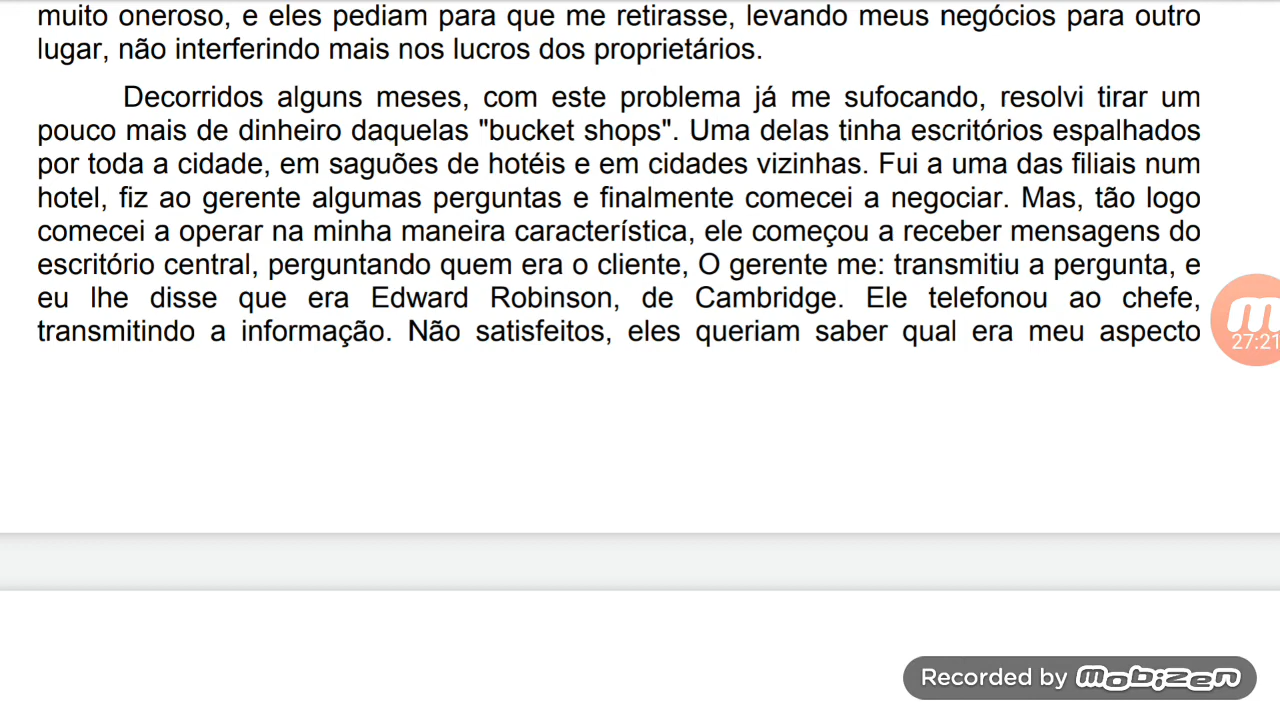 muito oneroso, e eles pediam para que me retirasse, levando meus negócios para outro
lugar, não interferindo mais nos lucros dos proprietários.
Decorridos alguns meses, com este problema já me sufocando, resolvi tirar um
pouco mais de dinheiro daquelas "bucket shops". Uma delas tinha escritórios espalhados
por toda a cidade, em saguões de hotéis e em cidades vizinhas. Fui a uma das filiais num
hotel, fiz ao gerente algumas perguntas e finalmente comecei a negociar. Mas, tão logo
comecei a operar na minha maneira característica, ele começou a receber mensagens do
escritório central, perguntando quem era o cliente, O gerente me: transmitiu a pergunta, e
eu lhe disse que era Edward Robinson, de Cambridge. Ele telefonou ao chefe,
transmitindo a informação. Não satisfeitos, eles queriam saber qual era meu aspecto
m
27:21
Recorded by mobizen